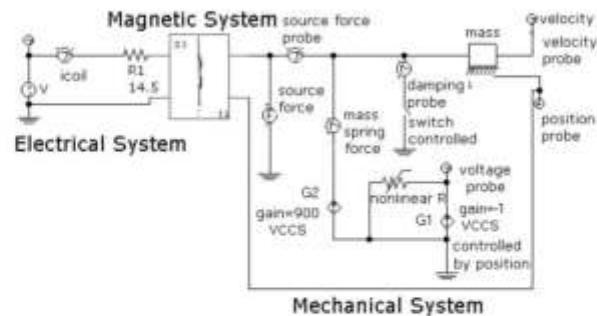 Magnetic System
source force
probe
mass
velocity
velocity
probe
icoil
R1
14.5
V
source
force
mass
spring
force
damping
probe
switch
controlled
position
probe
Electrical System
voltage
probe
nonlinear R
G2
gain=900
VCCS
G1
gain=-1
VCCS
controlled
by position
Mechanical System